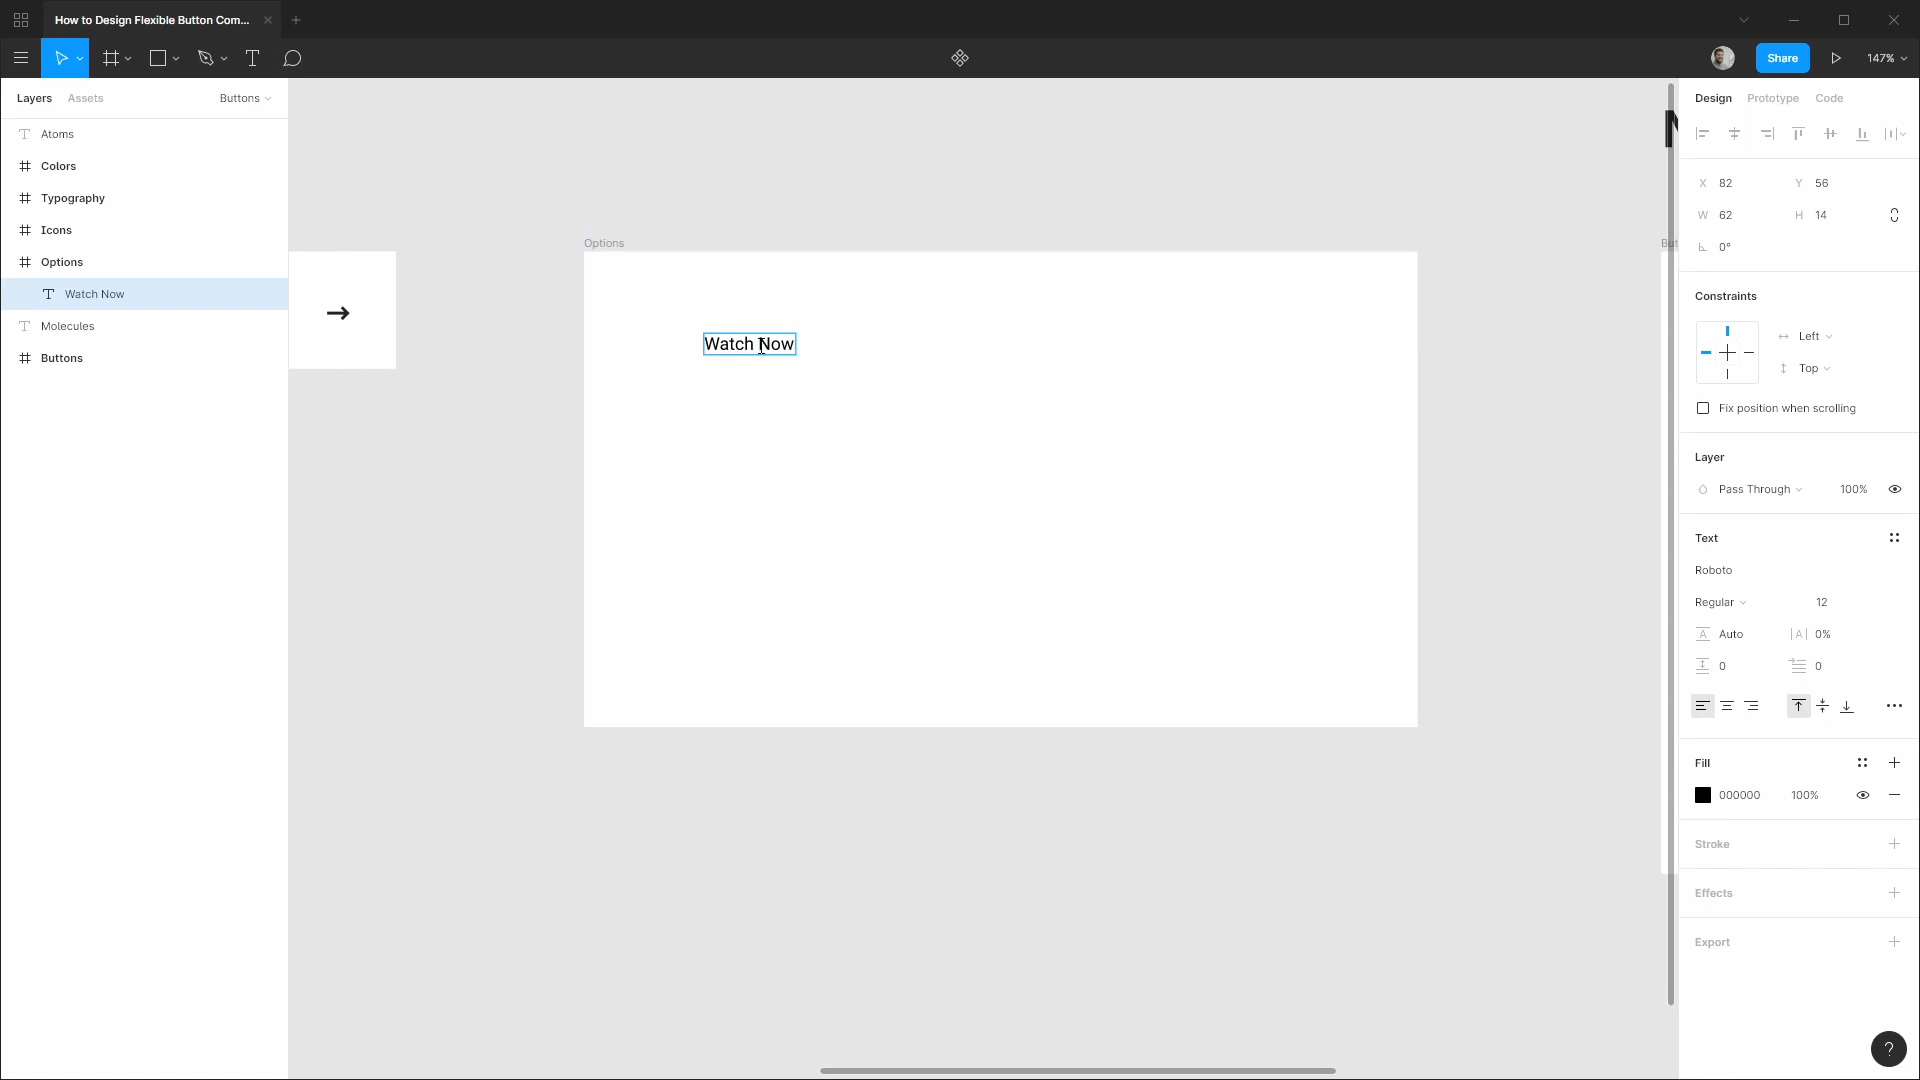 How to Design Flexible Button Com...
Share
147%
Layers
Assets
Buttons
Atoms
Colors
Typography
Icons
Options
Watch Now
Molecules
Buttons
Options
Watch Now
Design
Prototype
Code
X 82
Y 56
W 62
H 14
0°
Constraints
Left
Top
Fix position when scrolling
Layer
Pass Through
100%
Text
Roboto
Regular
12
A Auto
|A| 0%
0
0
Fill
000000
100%
Stroke
Effects
Export
?